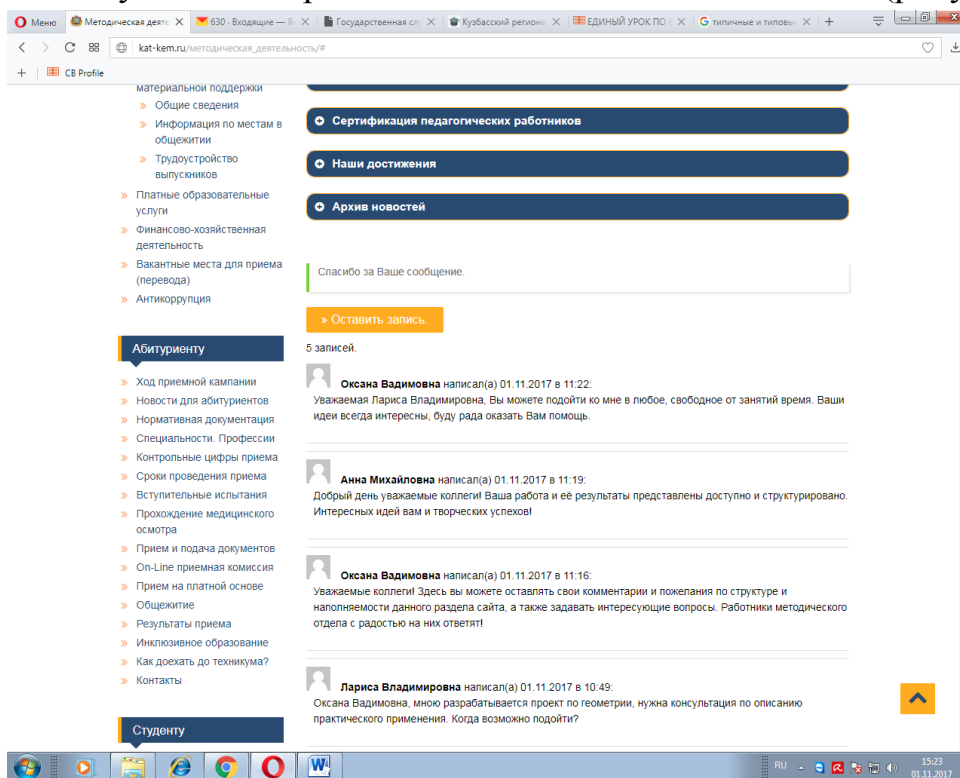 Меню
Методическая деяте
630 · Входящие — Я
Государственная сл
Кузбасский региона
ЕДИНЫЙ УРОК ПО
типичные и типовы
kat-kem.ru/методическая_деятельность/#
CB Profile
материальной поддержки
» Общие сведения
» Информация по местам в
общежитии
» Трудоустройство
выпускников
» Платные образовательные
услуги
» Финансово-хозяйственная
деятельность
» Вакантные места для приема
(перевода)
» Антикоррупция
Абитуриенту
» Ход приемной кампании
» Новости для абитуриентов
» Нормативная документация
» Специальности. Профессии
» Контрольные цифры приема
» Сроки проведения приема
» Вступительные испытания
» Прохождение медицинского
осмотра
» Прием и подача документов
» On-Line приемная комиссия
» Прием на платной основе
» Общежитие
» Результаты приема
» Инклюзивное образование
» Как доехать до техникума?
» Контакты
Студенту
Сертификация педагогических работников
Наши достижения
Архив новостей
Спасибо за Ваше сообщение.
» Оставить запись.
5 записей.
Оксана Вадимовна написал(а) 01.11.2017 в 11:22:
Уважаемая Лариса Владимировна, Вы можете подойти ко мне в любое, свободное от занятий время. Ваши
идеи всегда интересны, буду рада оказать Вам помощь.
Анна Михайловна написал(а) 01.11.2017 в 11:19:
Добрый день уважаемые коллеги! Ваша работа и её результаты представлены доступно и структурировано.
Интересных идей вам и творческих успехов!
Оксана Вадимовна написал(а) 01.11.2017 в 11:16:
Уважаемые коллеги! Здесь вы можете оставлять свои комментарии и пожелания по структуре и
наполняемости данного раздела сайта, а также задавать интересующие вопросы. Работники методического
отдела с радостью на них ответят!
Лариса Владимировна написал(а) 01.11.2017 в 10:49:
Оксана Вадимовна, мною разрабатывается проект по геометрии, нужна консультация по описанию
практического применения. Когда возможно подойти?
RU
15:23
01.11.2017